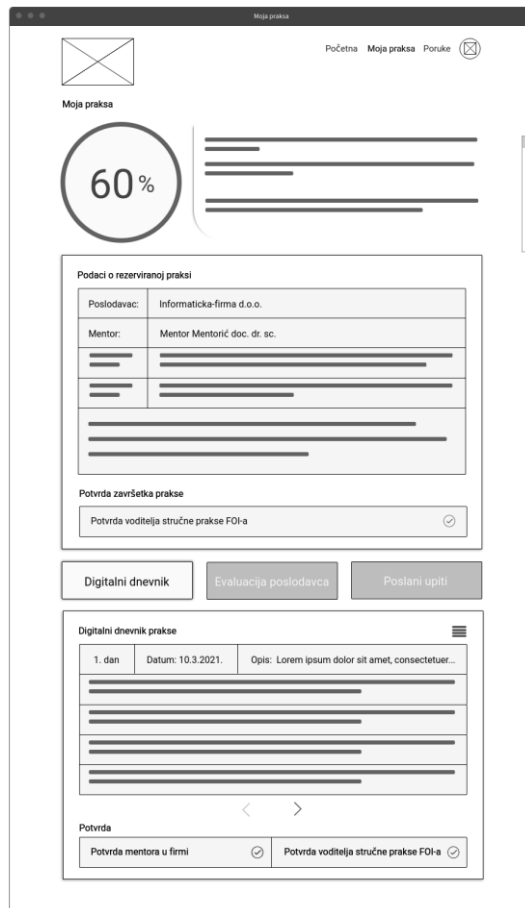 Moja praksa
Početna Moja praksa Poruke
Moja praksa
60%
Podaci o rezerviranoj praksi
Poslodavac: Informaticka-firma d.o.o.
Mentor: Mentor Mentorić doc. dr. sc.
Potvrda završetka prakse
Potvrda voditelja stručne prakse FOI-a
Digitalni dnevnik Evaluacija poslodavca Poslani upiti
Digitalni dnevnik prakse
1. dan Datum: 10.3.2021. Opis: Lorem ipsum dolor sit amet, consectetuer...
Potvrda
Potvrda mentora u firmi Potvrda voditelja stručne prakse FOI-a